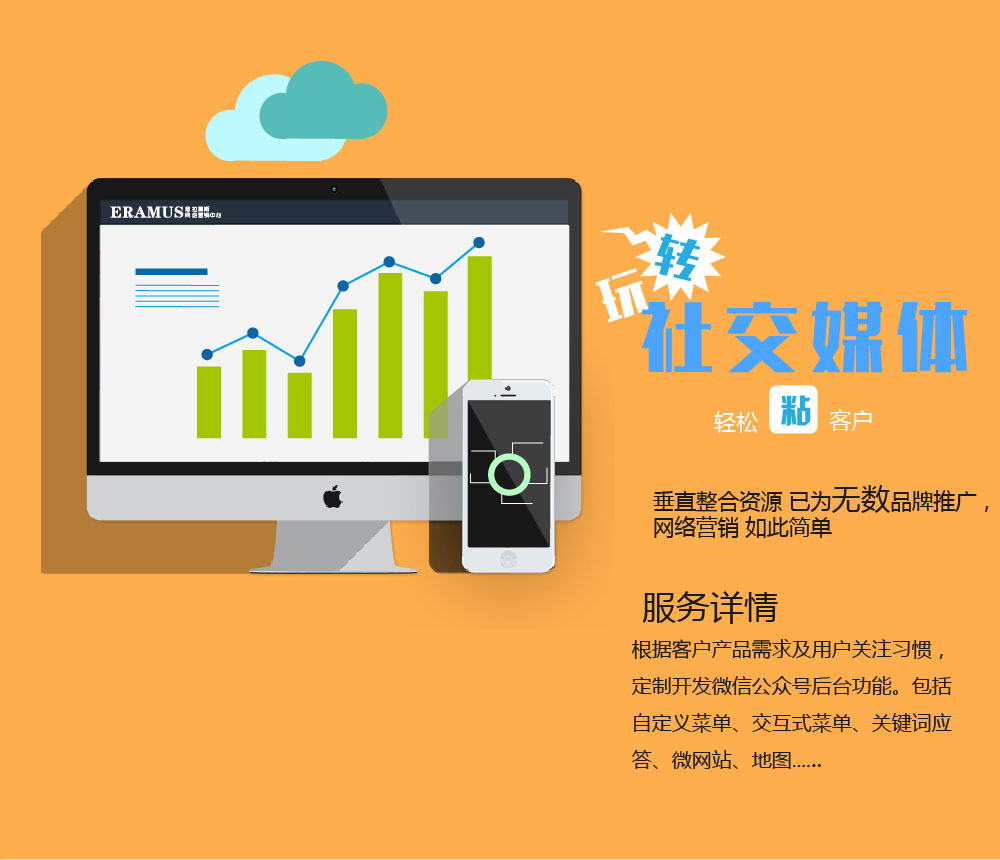 ERAMUS
玩转
社交媒体
轻松 粘 客户
垂直整合资源 已为无数品牌推广，
网络营销 如此简单
服务详情
根据客户产品需求及用户关注习惯，
定制开发微信公众号后台功能。包括
自定义菜单、交互式菜单、关键词应
答、微网站、地图......